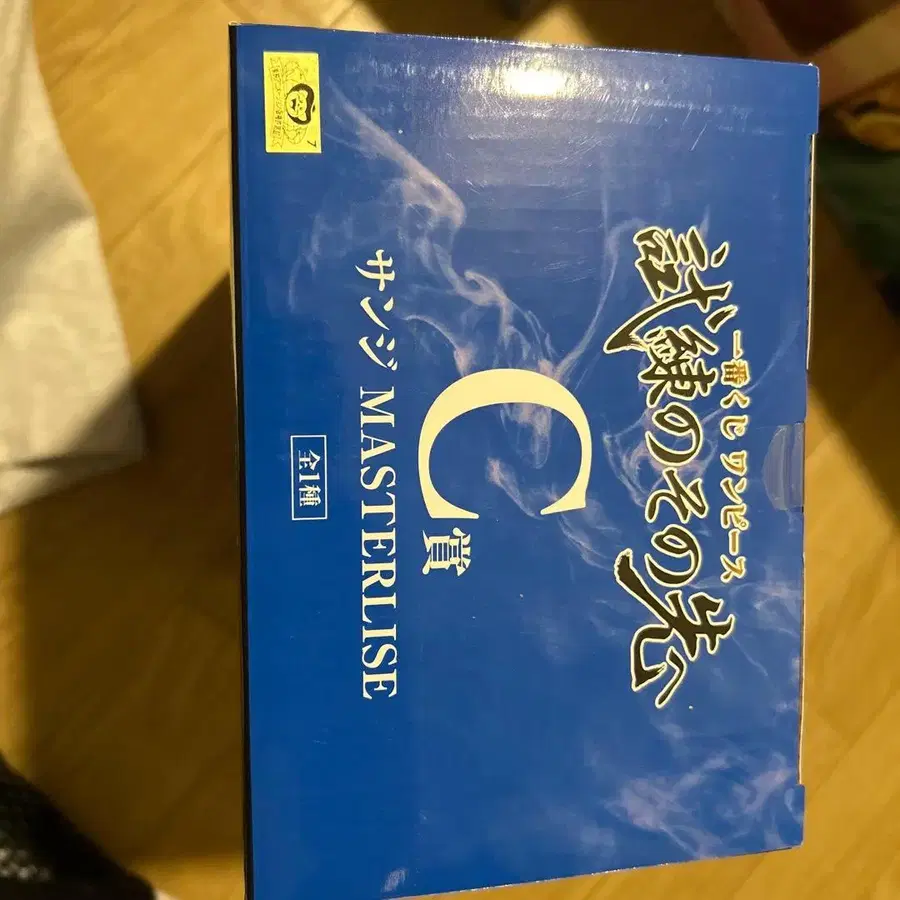 一番くじ ワンピース
試練のその先
C賞
サンジ MASTERLISE
全1種